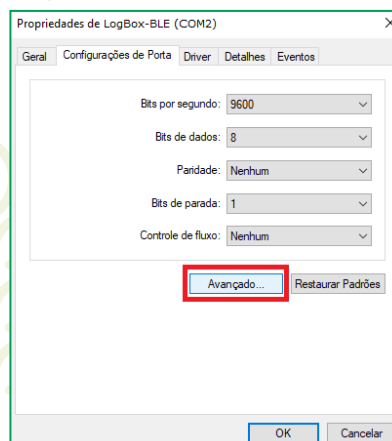 Propriedades de LogBox-BLE (COM2)
Geral Configurações de Porta Driver Detalhes Eventos
Bits por segundo: 9600
Bits de dados: 8
Paridade: Nenhum
Bits de parada: 1
Controle de fluxo: Nenhum
Avançado... Restaurar Padrões
OK Cancelar